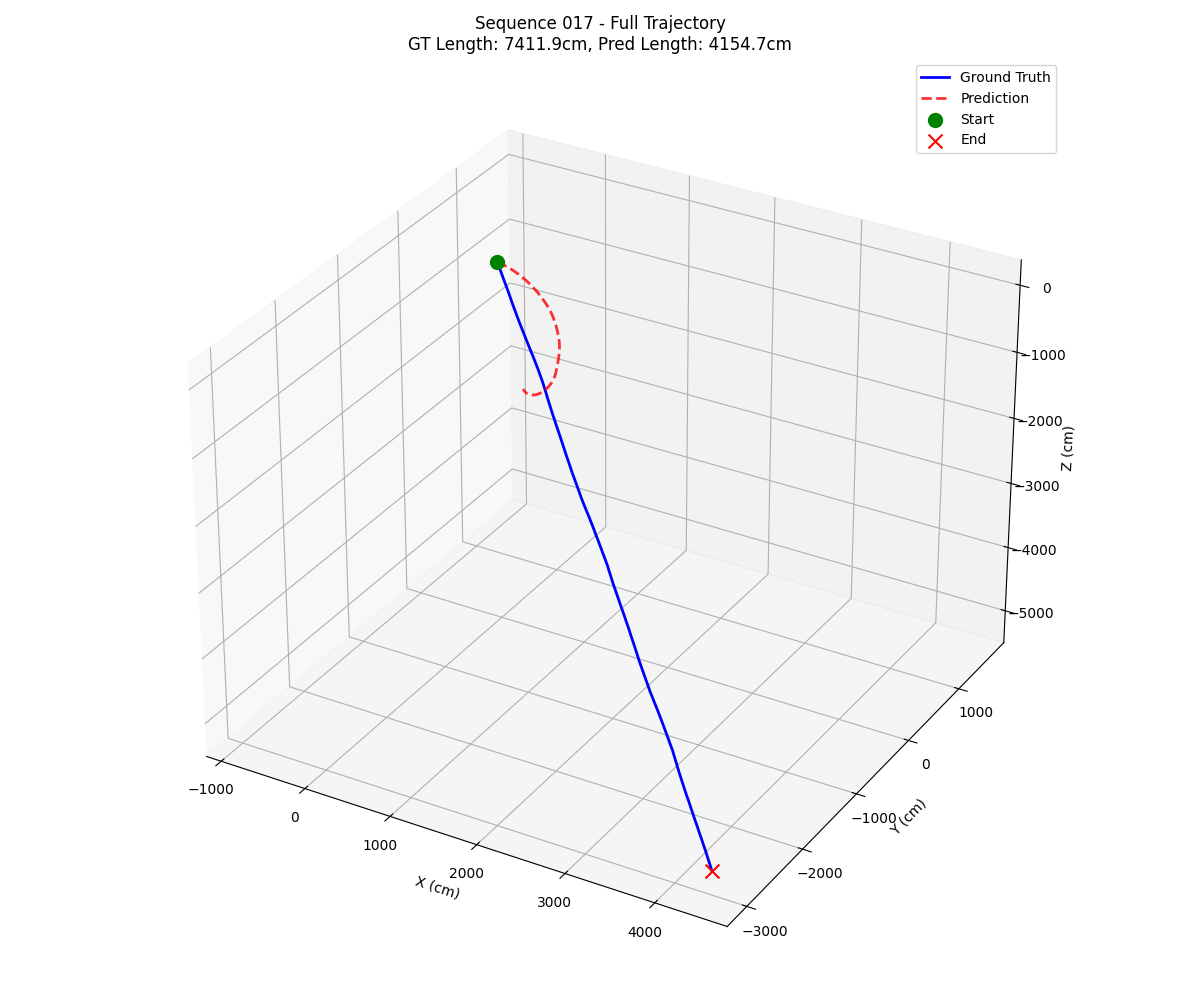 Sequence 017 - Full Trajectory
GT Length: 7411.9cm, Pred Length: 4154.7cm
Ground Truth
Prediction
Start
End
0
−1000
−2000
−3000
−4000
−5000
Z (cm)
1000
0
−1000
−2000
−3000
Y (cm)
−1000
0
1000
2000
3000
4000
X (cm)